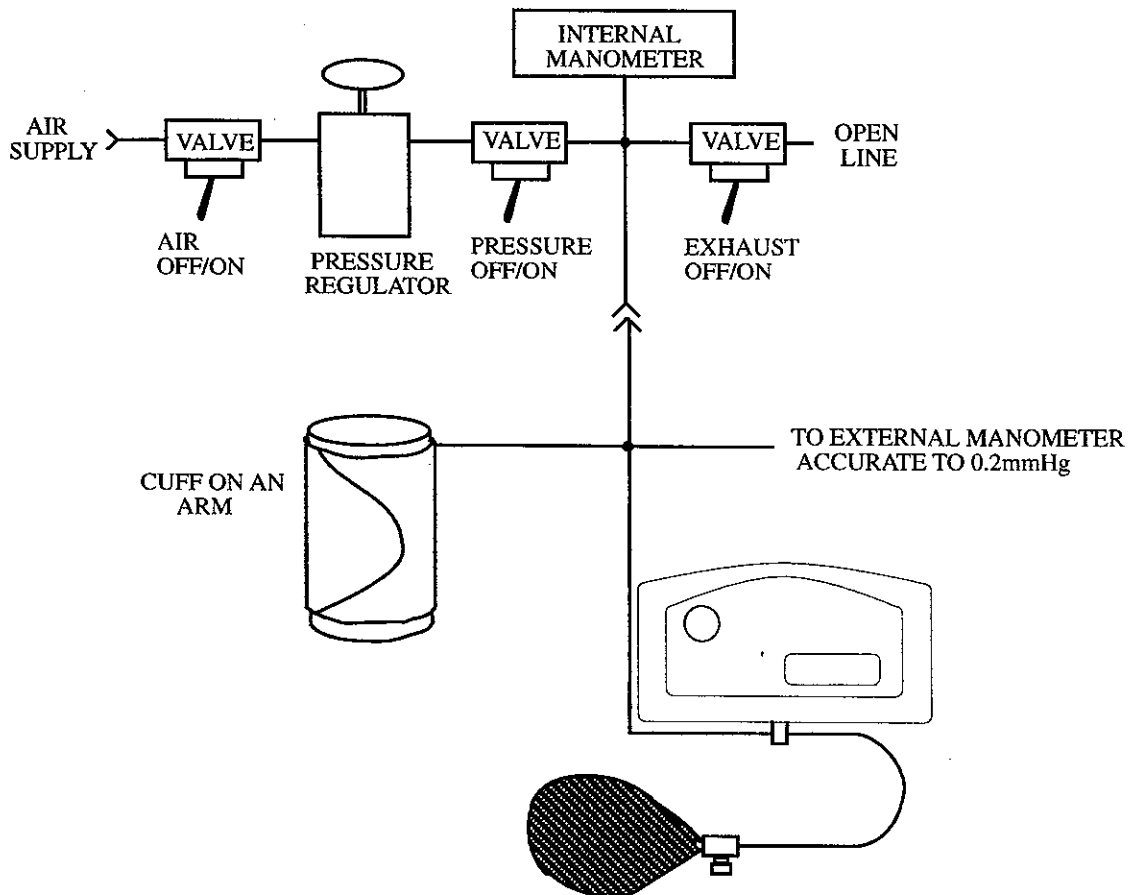 INTERNAL
MANOMETER
AIR
SUPPLY
VALVE
VALVE
VALVE
OPEN
LINE
AIR
OFF/ON
PRESSURE
REGULATOR
PRESSURE
OFF/ON
EXHAUST
OFF/ON
CUFF ON AN
ARM
TO EXTERNAL MANOMETER
ACCURATE TO 0.2mmHg